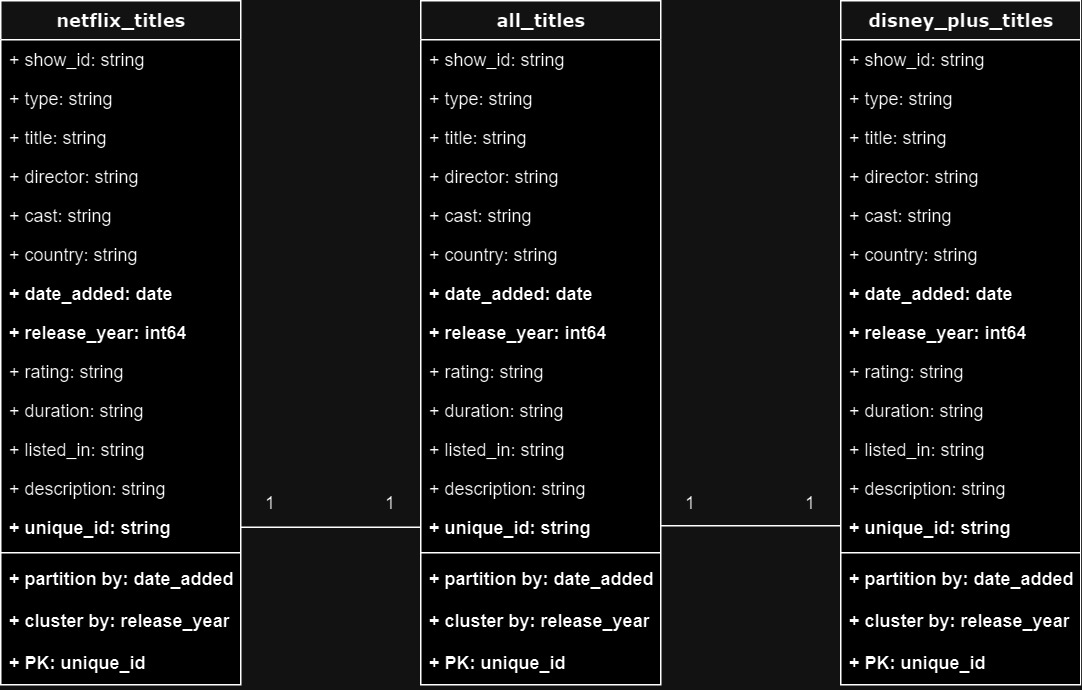 netflix_titles
+ show_id: string
+ type: string
+ title: string
+ director: string
+ cast: string
+ country: string
+ date_added: date
+ release_year: int64
+ rating: string
+ duration: string
+ listed_in: string
+ description: string
+ unique_id: string
+ partition by: date_added
+ cluster by: release_year
+ PK: unique_id
1
1
all_titles
+ show_id: string
+ type: string
+ title: string
+ director: string
+ cast: string
+ country: string
+ date_added: date
+ release_year: int64
+ rating: string
+ duration: string
+ listed_in: string
+ description: string
+ unique_id: string
+ partition by: date_added
+ cluster by: release_year
+ PK: unique_id
1
1
disney_plus_titles
+ show_id: string
+ type: string
+ title: string
+ director: string
+ cast: string
+ country: string
+ date_added: date
+ release_year: int64
+ rating: string
+ duration: string
+ listed_in: string
+ description: string
+ unique_id: string
+ partition by: date_added
+ cluster by: release_year
+ PK: unique_id